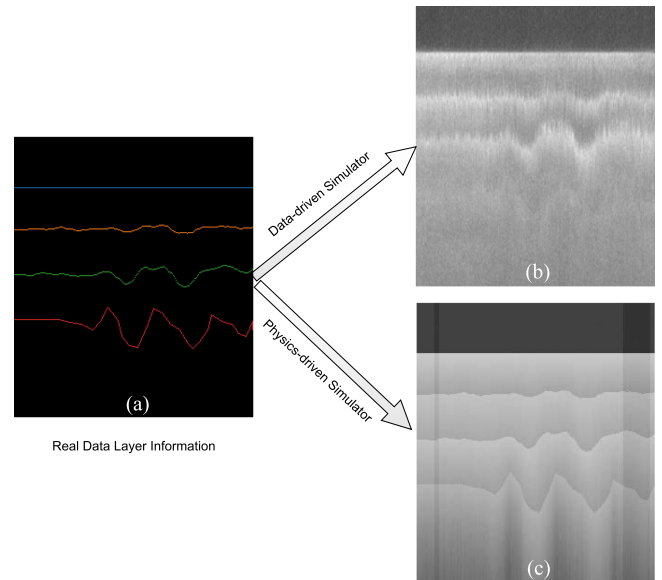 Data-driven Simulator
(b)
Physics-driven Simulator
(a)
Real Data Layer Information
(c)